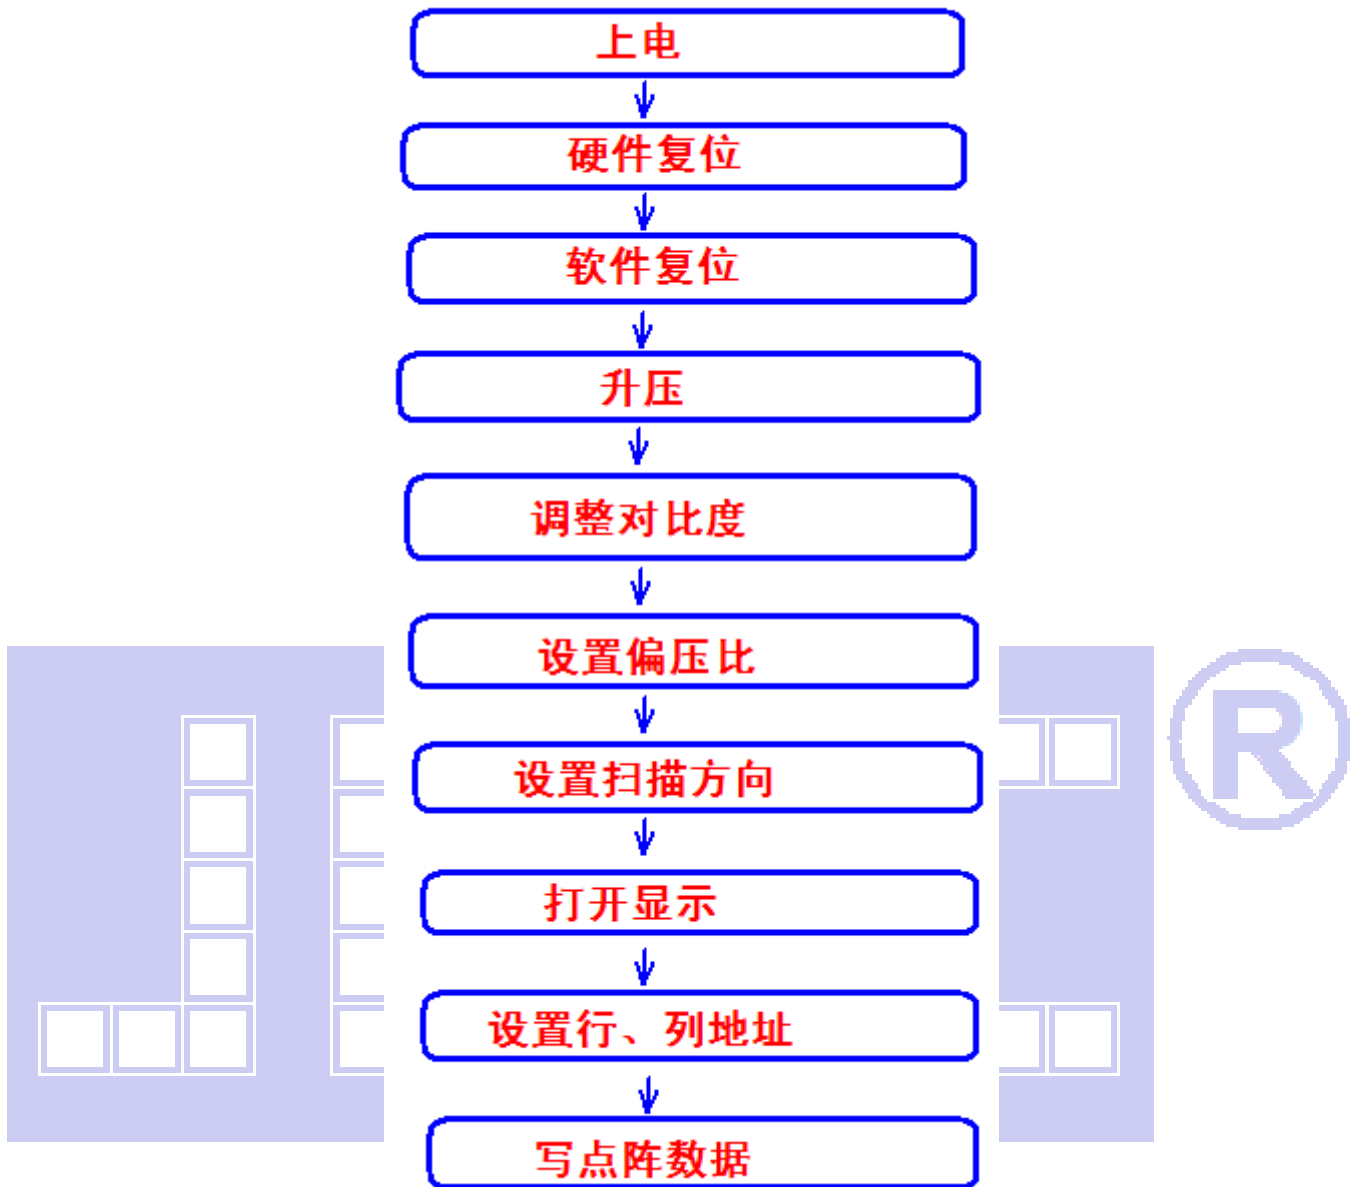 上电
硬件复位
软件复位
升压
调整对比度
设置偏压比
设置扫描方向
打开显示
设置行、列地址
写点阵数据
®